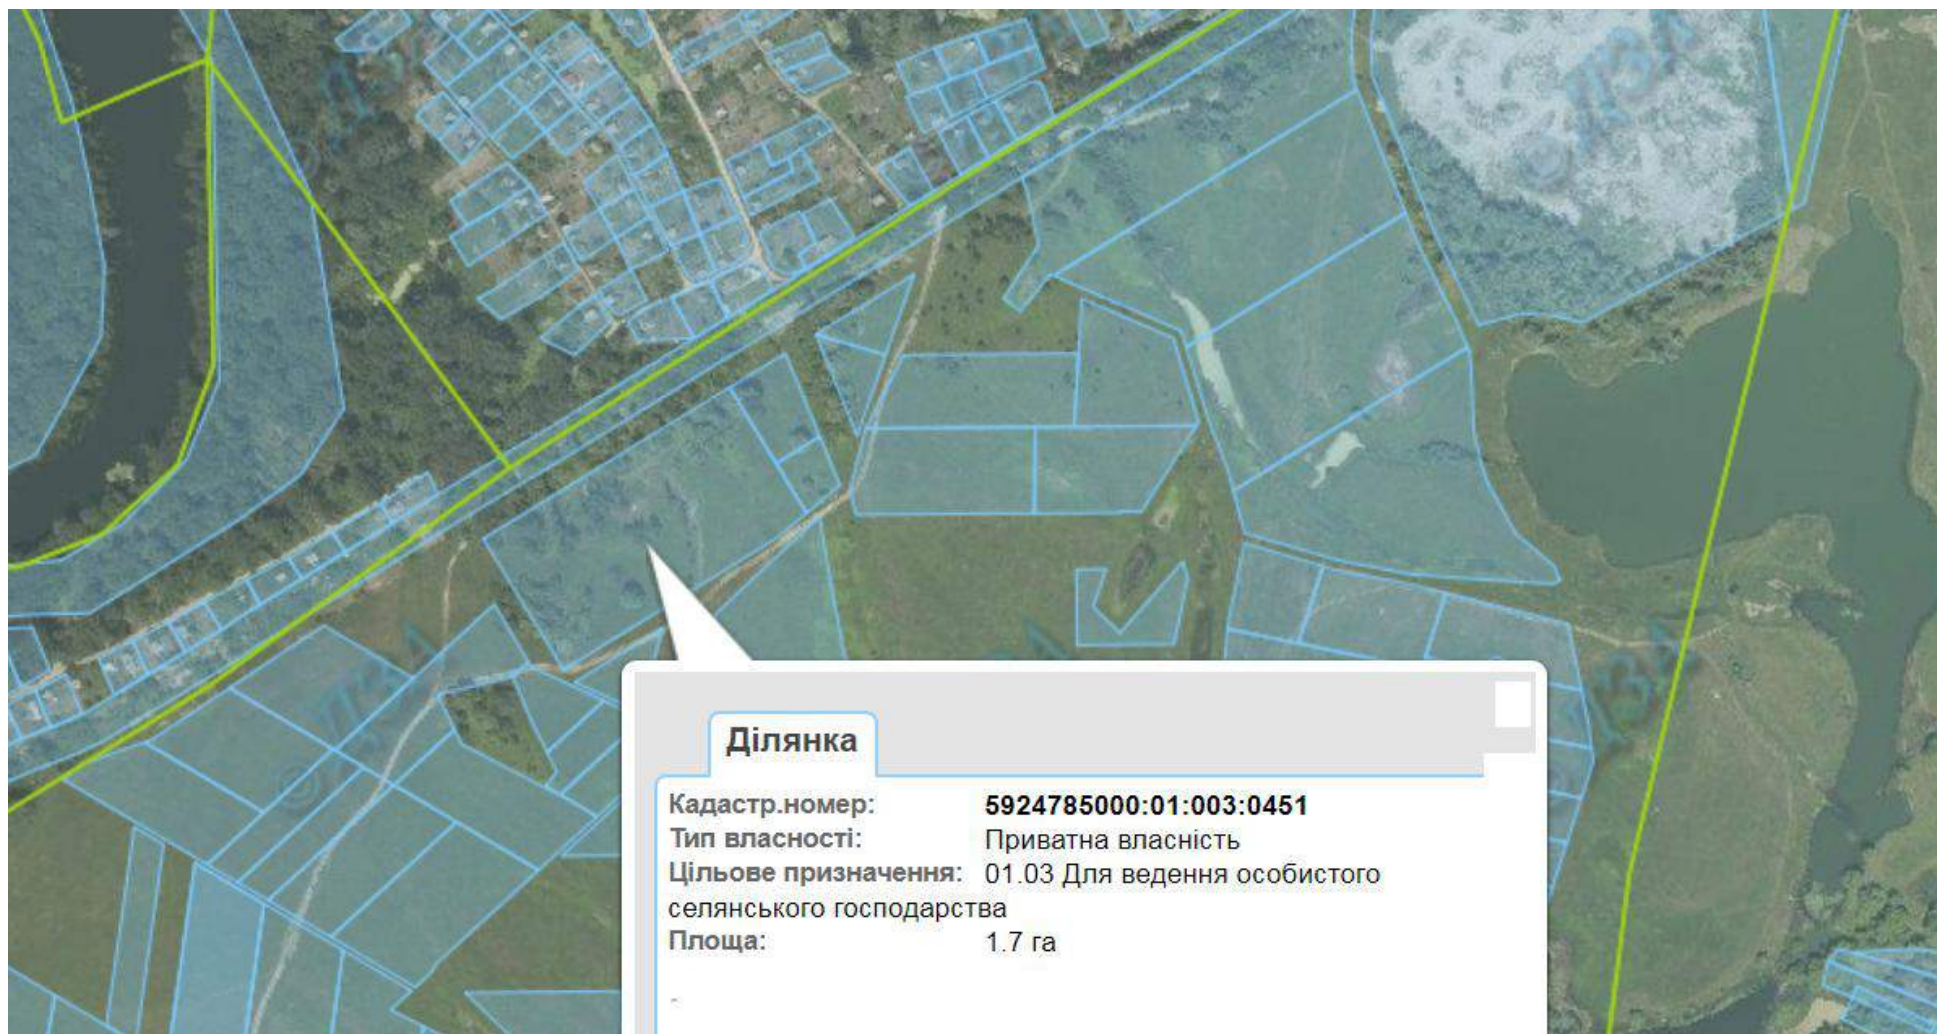 Ділянка
Кадастр.номер: 5924785000:01:003:0451
Тип власності: Приватна власність
Цільове призначення: 01.03 Для ведення особистого
селянського господарства
Площа: 1.7 га